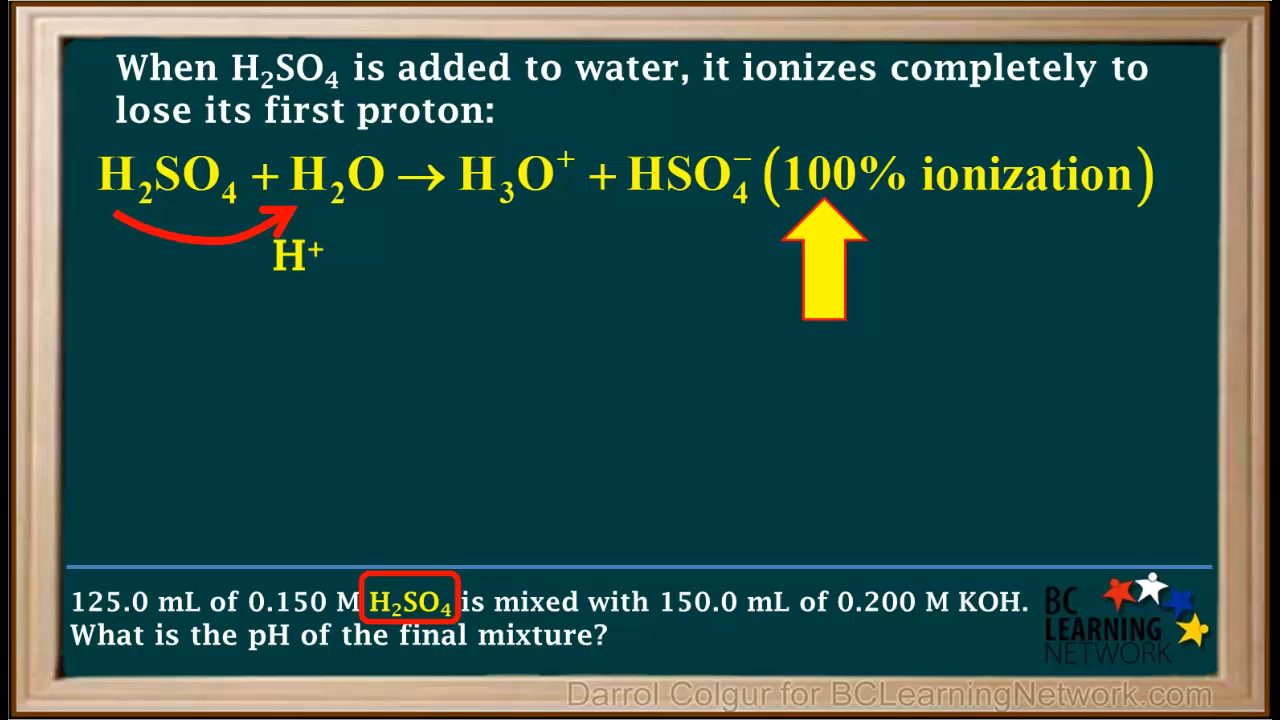 When H₂SO₄ is added to water, it ionizes completely to
lose its first proton:
H₂SO₄ + H₂O → H₃O⁺ + HSO₄⁻ (100% ionization)
H⁺
125.0 mL of 0.150 M H₂SO₄ is mixed with 150.0 mL of 0.200 M KOH.
What is the pH of the final mixture?
BC
LEARNING
NETWORK
Darrol Colgur for BCLearningNetwork.com